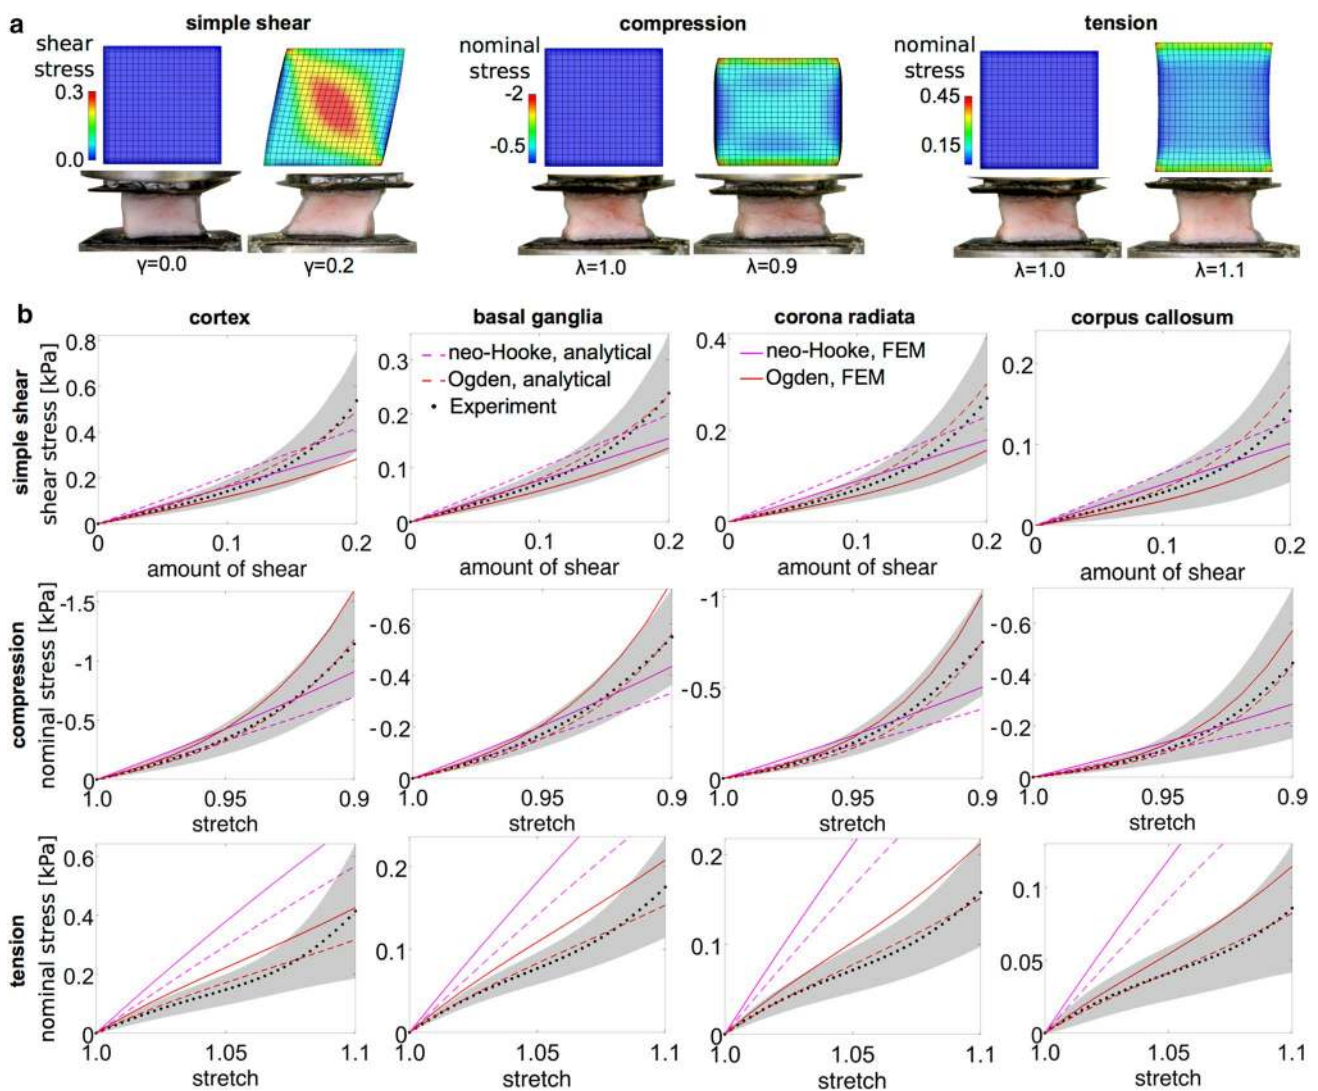 a
simple shear
compression
tension
shear
stress
0.3
0.0
nominal
stress
-2
-0.5
nominal
stress
0.45
0.15
γ=0.0
γ=0.2
λ=1.0
λ=0.9
λ=1.0
λ=1.1
b
cortex
basal ganglia
corona radiata
corpus callosum
simple shear
shear stress [kPa]
0.8
0.6
0.4
0.2
0
0
0.1
0.2
amount of shear
0.3
0.2
0.1
0
0
0.1
0.2
amount of shear
neo-Hooke, analytical
Ogden, analytical
Experiment
0.4
0.2
0
0
0.1
0.2
amount of shear
neo-Hooke, FEM
Ogden, FEM
0.2
0.1
0
0
0.1
0.2
amount of shear
compression
nominal stress [kPa]
-1.5
-1
-0.5
0
1.0
0.95
0.9
stretch
-0.6
-0.4
-0.2
0
1.0
0.95
0.9
stretch
-1
-0.5
0
1.0
0.95
0.9
stretch
-0.6
-0.4
-0.2
0
1.0
0.95
0.9
stretch
tension
nominal stress [kPa]
0.6
0.4
0.2
0
1.0
1.05
1.1
stretch
0.2
0.1
0
1.0
1.05
1.1
stretch
0.2
0.1
0
1.0
1.05
1.1
stretch
0.1
0.05
0
1.0
1.05
1.1
stretch